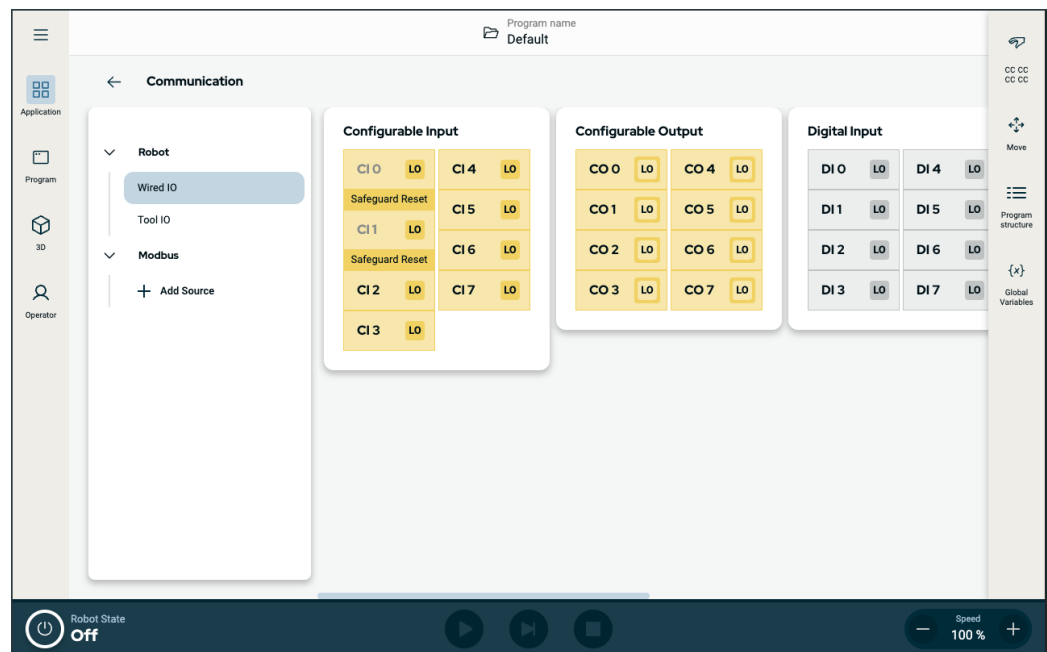 Program name
Default
Application
Program
3D
Operator
Communication
Robot
Wired IO
Tool IO
Modbus
Add Source
Configurable Input
CI 0 LO CI 4 LO
Safeguard Reset
CI 5 LO
CI 1 LO
Safeguard Reset
CI 6 LO
CI 2 LO CI 7 LO
CI 3 LO
Configurable Output
CO 0 LO CO 4 LO
CO 1 LO CO 5 LO
CO 2 LO CO 6 LO
CO 3 LO CO 7 LO
Digital Input
DI 0 LO DI 4 LO
DI 1 LO DI 5 LO
DI 2 LO DI 6 LO
DI 3 LO DI 7 LO
CC CC
CC CC
Move
Program
structure
{x}
Global
Variables
Robot State
Off
Speed
100 %